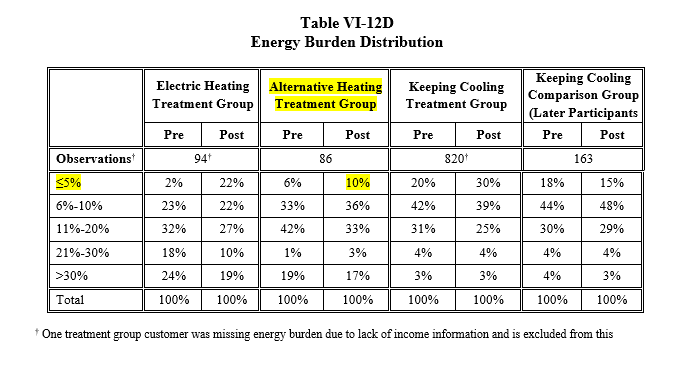 Table VI-12D
Energy Burden Distribution
Electric Heating Treatment Group Alternative Heating Treatment Group Keeping Cooling Treatment Group Keeping Cooling Comparison Group (Later Participants
Pre Post Pre Post Pre Post Pre Post
Observations† 94† 86 820† 163
≤5% 2% 22% 6% 10% 20% 30% 18% 15%
6%-10% 23% 22% 33% 36% 42% 39% 44% 48%
11%-20% 32% 27% 42% 33% 31% 25% 30% 29%
21%-30% 18% 10% 1% 3% 4% 4% 4% 4%
>30% 24% 19% 19% 17% 3% 3% 4% 3%
Total 100% 100% 100% 100% 100% 100% 100% 100%
† One treatment group customer was missing energy burden due to lack of income information and is excluded from this